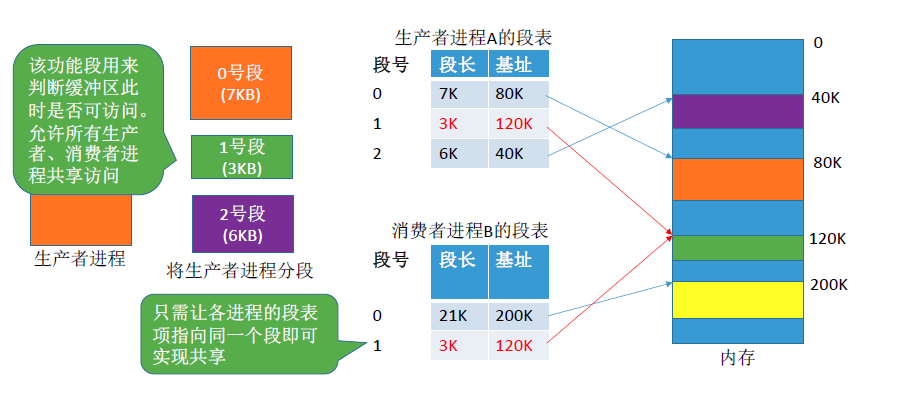 该功能段用来
判断缓冲区此
时是否可访问。
允许所有生产
者、消费者进
程共享访问
生产者进程
0号段
(7KB)
1号段
(3KB)
2号段
(6KB)
将生产者进程分段
生产者进程A的段表
段号 段长 基址
0 7K 80K
1 3K 120K
2 6K 40K
消费者进程B的段表
段号 段长 基址
0 21K 200K
1 3K 120K
只需让各进程的段表
项指向同一个段即可
实现共享
0
40K
80K
120K
200K
内存